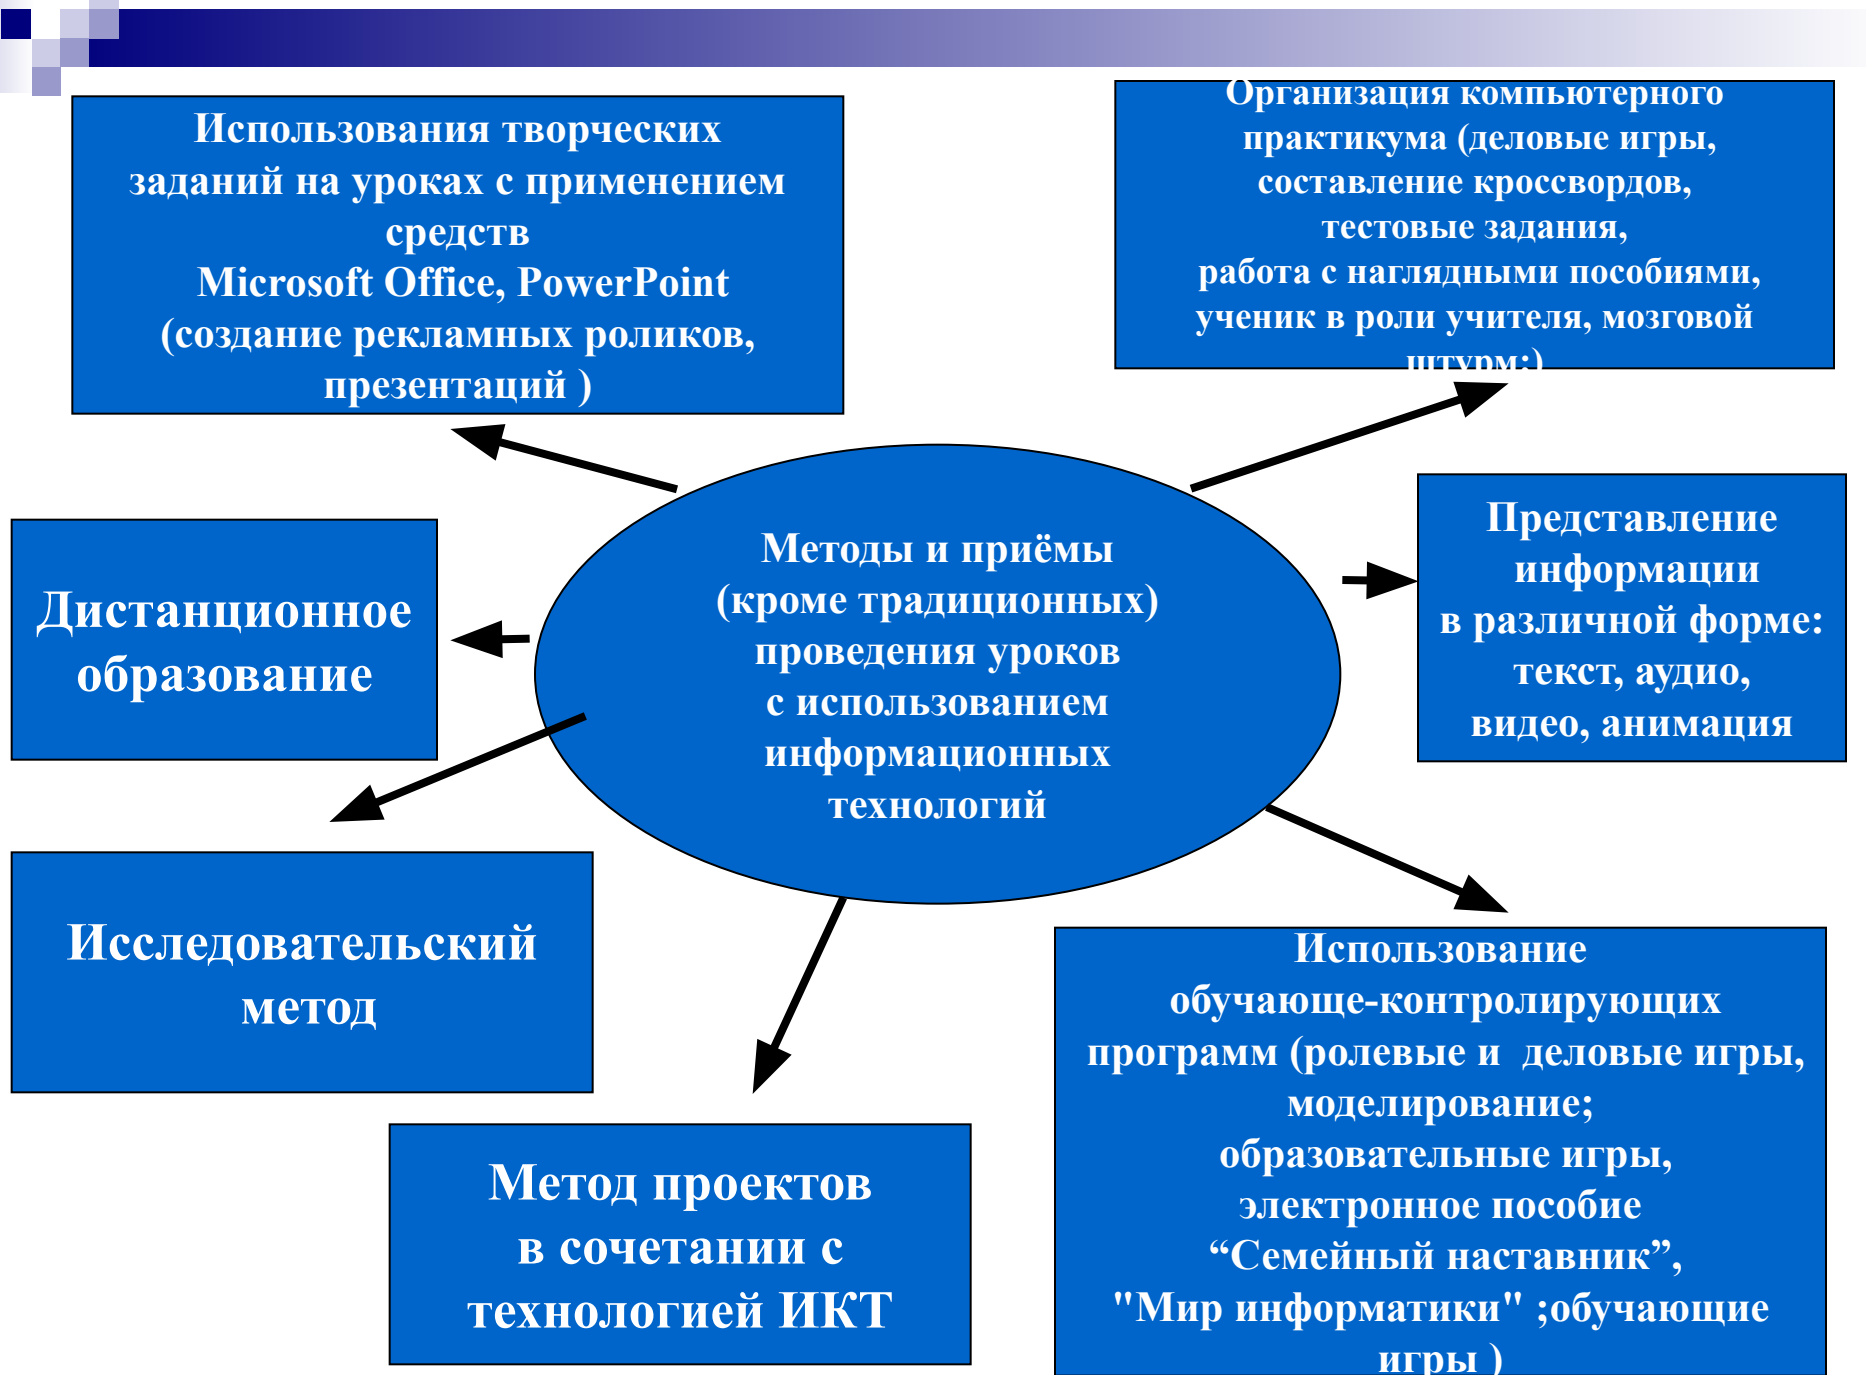 Использования творческих
заданий на уроках с применением
средств
Microsoft Office, PowerPoint
(создание рекламных роликов,
презентаций )
Организация компьютерного
практикума (деловые игры,
составление кроссвордов,
тестовые задания,
работа с наглядными пособиями,
ученик в роли учителя, мозговой
штурм;)
Методы и приёмы
(кроме традиционных)
проведения уроков
с использованием
информационных
технологий
Дистанционное
образование
Представление
информации
в различной форме:
текст, аудио,
видео, анимация
Исследовательский
метод
Метод проектов
в сочетании с
технологией ИКТ
Использование
обучающе-контролирующих
программ (ролевые и  деловые игры,
моделирование;
образовательные игры,
электронное пособие
“Семейный наставник”,
"Мир информатики" ;обучающие
игры )